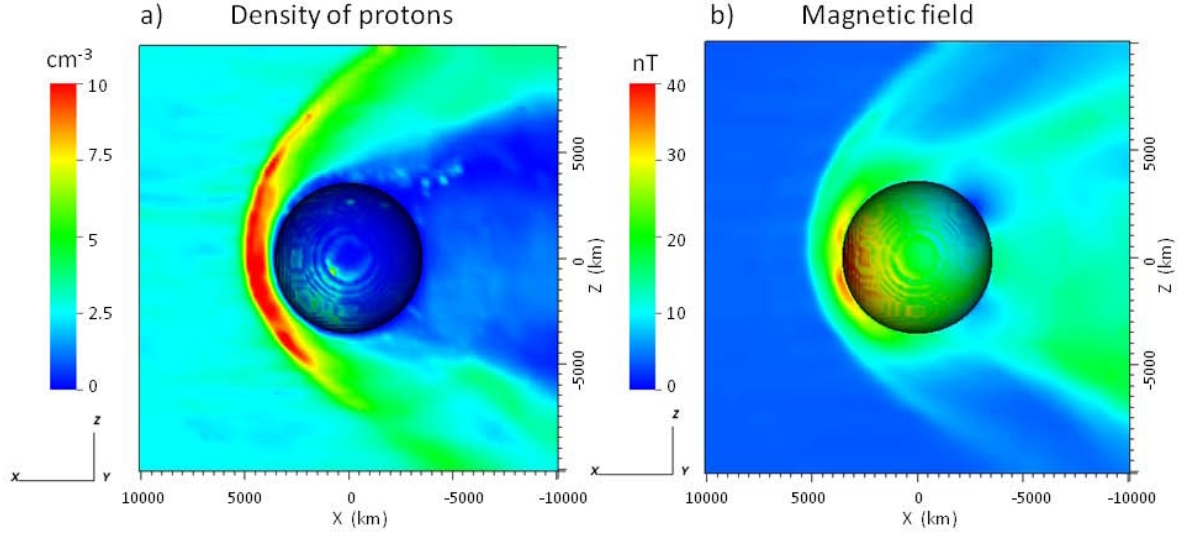 a) Density of protons
b) Magnetic field
cm-3
10
7.5
5
2.5
0
Z
X
Y
10000
5000
0
-5000
-10000
X (km)
5000
0
-5000
Z (km)
nT
40
30
20
10
0
Z
X
Y
10000
5000
0
-5000
-10000
X (km)
5000
0
-5000
Z (km)